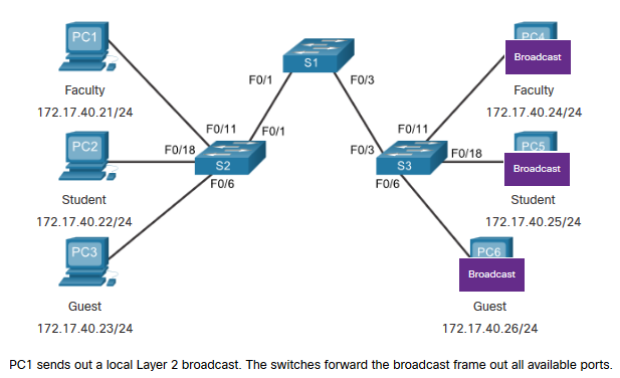 PC1
PC4
Broadcast
S1
Faculty
172.17.40.21/24
F0/1
F0/3
Faculty
172.17.40.24/24
PC2
F0/11
F0/1
F0/18
S2
F0/6
F0/11
F0/3
F0/18
S3
F0/6
PC5
Broadcast
Student
172.17.40.22/24
Student
172.17.40.25/24
PC3
PC6
Broadcast
Guest
172.17.40.23/24
Guest
172.17.40.26/24
PC1 sends out a local Layer 2 broadcast. The switches forward the broadcast frame out all available ports.